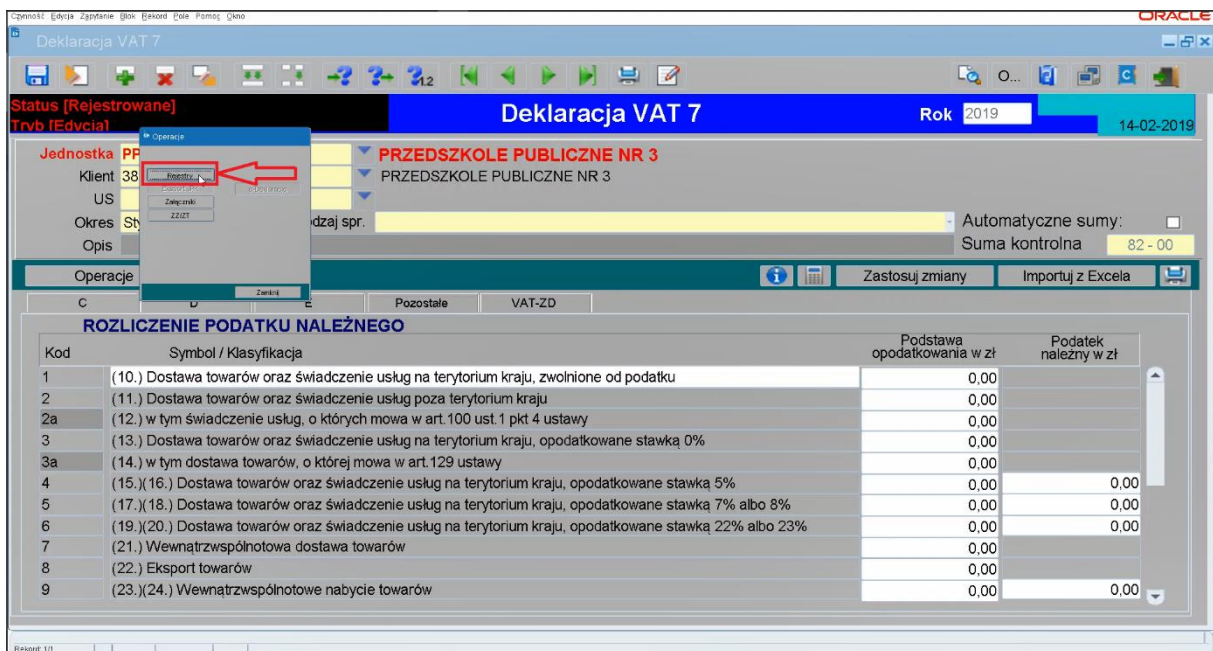 Czynność Edycja Zapytanie Blok Rekord Pole Pomoc Okno
ORACLE
Deklaracja VAT 7
1,2
O...
Status [Rejestrowane]
Tryb [Edycja]
Deklaracja VAT 7
Rok 2019
14-02-2019
Operacje
Rejestry
Załączniki
ZZ/ZT
Zamknij
Jednostka PP
PRZEDSZKOLE PUBLICZNE NR 3
Klient 38
PRZEDSZKOLE PUBLICZNE NR 3
US
Okres Sty
dzaj spr.
Automatyczne sumy:
Opis
Suma kontrolna 82 - 00
Operacje
Zastosuj zmiany
Importuj z Excela
C D E Pozostałe VAT-ZD
ROZLICZENIE PODATKU NALEŻNEGO
Kod Symbol / Klasyfikacja
Podstawa opodatkowania w zł
Podatek należny w zł
1 (10.) Dostawa towarów oraz świadczenie usług na terytorium kraju, zwolnione od podatku 0,00
2 (11.) Dostawa towarów oraz świadczenie usług poza terytorium kraju 0,00
2a (12.) w tym świadczenie usług, o których mowa w art.100 ust.1 pkt 4 ustawy 0,00
3 (13.) Dostawa towarów oraz świadczenie usług na terytorium kraju, opodatkowane stawką 0% 0,00
3a (14.) w tym dostawa towarów, o której mowa w art.129 ustawy 0,00
4 (15.)(16.) Dostawa towarów oraz świadczenie usług na terytorium kraju, opodatkowane stawką 5% 0,00 0,00
5 (17.)(18.) Dostawa towarów oraz świadczenie usług na terytorium kraju, opodatkowane stawką 7% albo 8% 0,00 0,00
6 (19.)(20.) Dostawa towarów oraz świadczenie usług na terytorium kraju, opodatkowane stawką 22% albo 23% 0,00 0,00
7 (21.) Wewnątrzwspólnotowa dostawa towarów 0,00
8 (22.) Eksport towarów 0,00
9 (23.)(24.) Wewnątrzwspólnotowe nabycie towarów 0,00 0,00
Rekord: 1/1